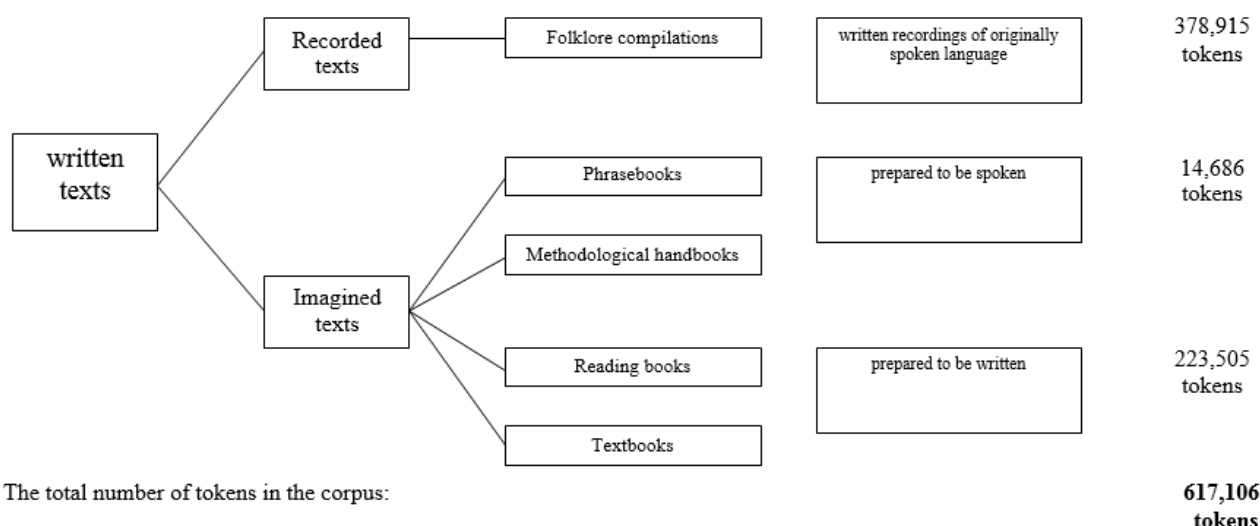 Recorded
texts
Folklore compilations
written recordings of originally
spoken language
378,915
tokens
written
texts
Phrasebooks
prepared to be spoken
14,686
tokens
Methodological handbooks
Imagined
texts
Reading books
prepared to be written
223,505
tokens
Textbooks
The total number of tokens in the corpus:
617,106
tokens